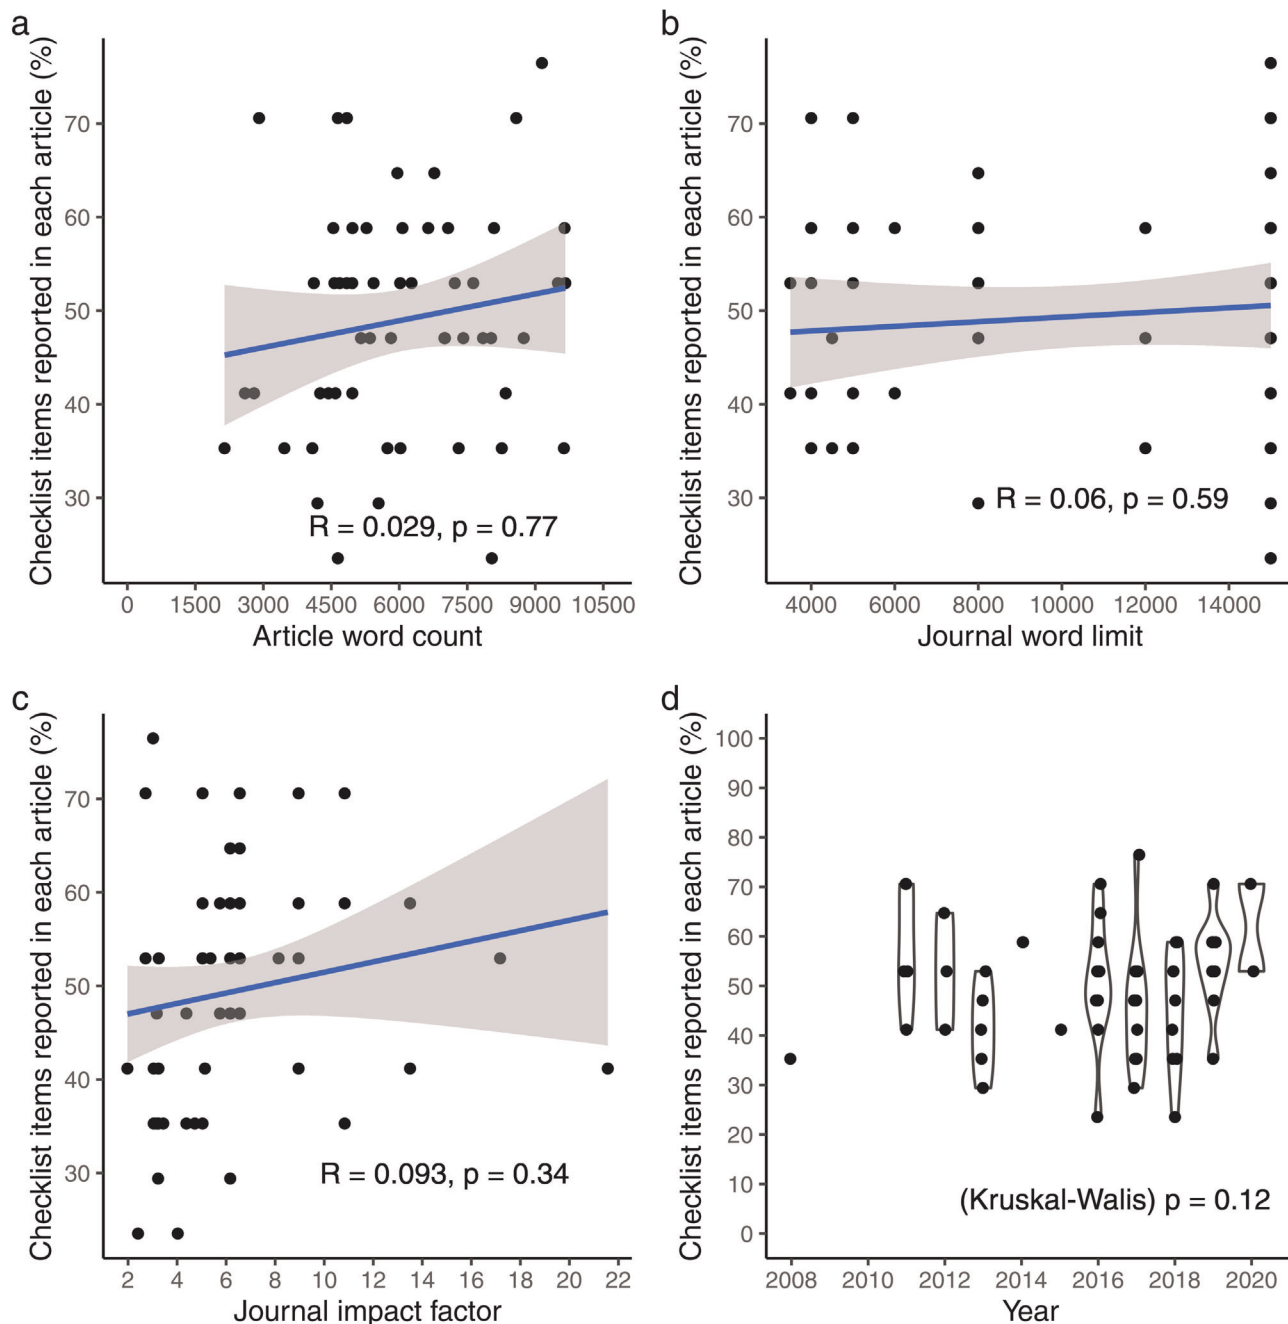 a
Checklist items reported in each article (%)
70
60
50
40
30
R = 0.029, p = 0.77
0 1500 3000 4500 6000 7500 9000 10500
Article word count
b
Checklist items reported in each article (%)
70
60
50
40
30
R = 0.06, p = 0.59
4000 6000 8000 10000 12000 14000
Journal word limit
c
Checklist items reported in each article (%)
70
60
50
40
30
R = 0.093, p = 0.34
2 4 6 8 10 12 14 16 18 20 22
Journal impact factor
d
Checklist items reported in each article (%)
100
90
80
70
60
50
40
30
20
10
0
(Kruskal-Walis) p = 0.12
2008 2010 2012 2014 2016 2018 2020
Year